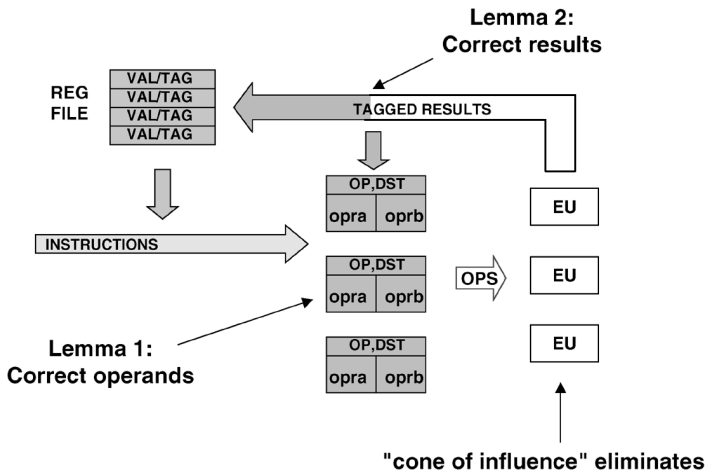 Lemma 2:
Correct results
REG
FILE
VAL/TAG
VAL/TAG
VAL/TAG
VAL/TAG
TAGGED RESULTS
OP,DST
opra oprb
EU
INSTRUCTIONS
OP,DST
opra oprb
OPS
EU
Lemma 1:
Correct operands
OP,DST
opra oprb
EU
"cone of influence" eliminates